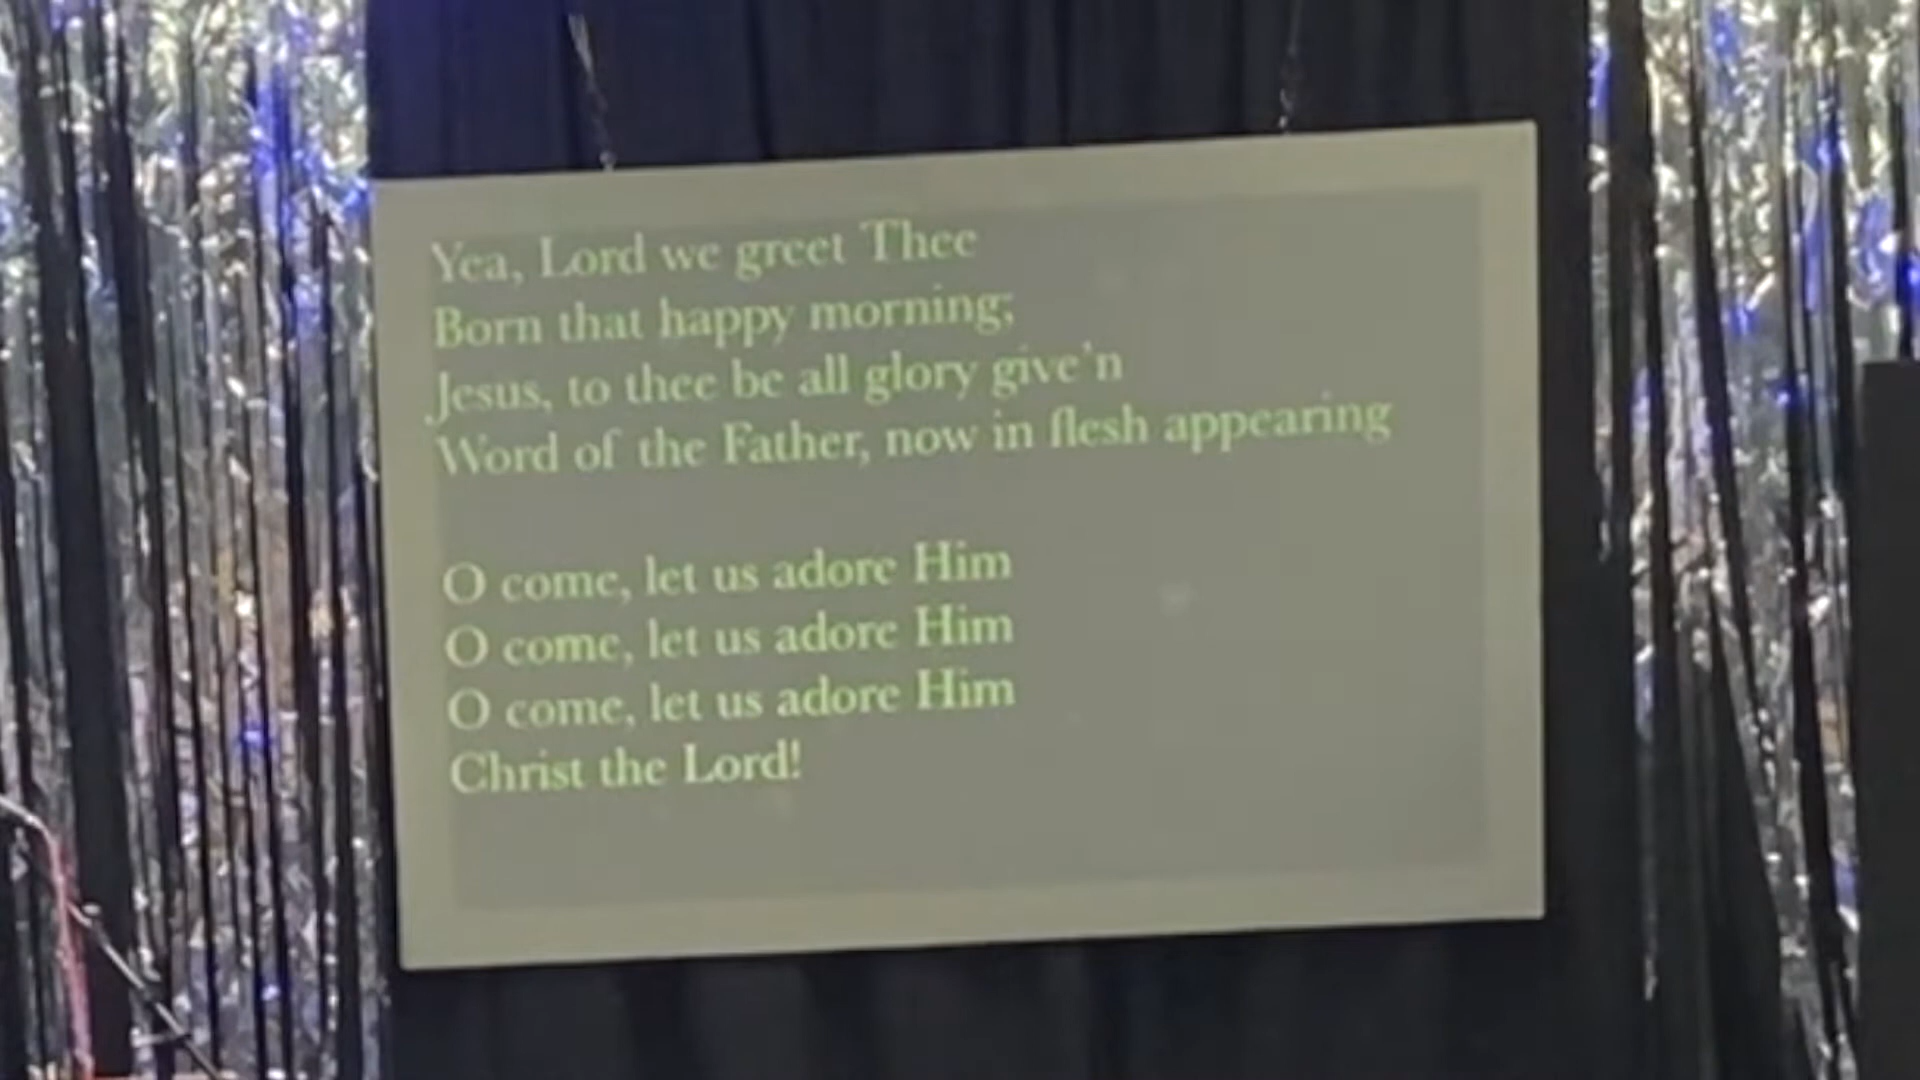 Yea, Lord we greet Thee
Born that happy morning;
Jesus, to thee be all glory give'n
Word of the Father, now in flesh appearing
O come, let us adore Him
O come, let us adore Him
O come, let us adore Him
Christ the Lord!